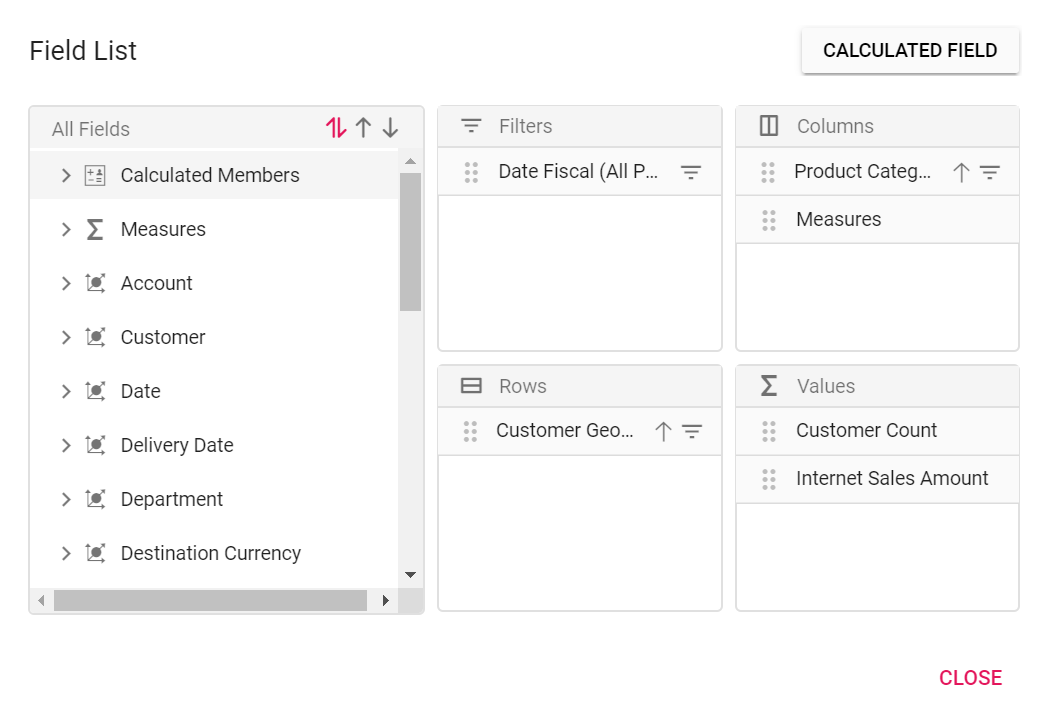 Field List
CALCULATED FIELD
All Fields
Calculated Members
Measures
Account
Customer
Date
Delivery Date
Department
Destination Currency
Filters
Date Fiscal (All P...
Columns
Product Categ...
Measures
Rows
Customer Geo...
Values
Customer Count
Internet Sales Amount
CLOSE